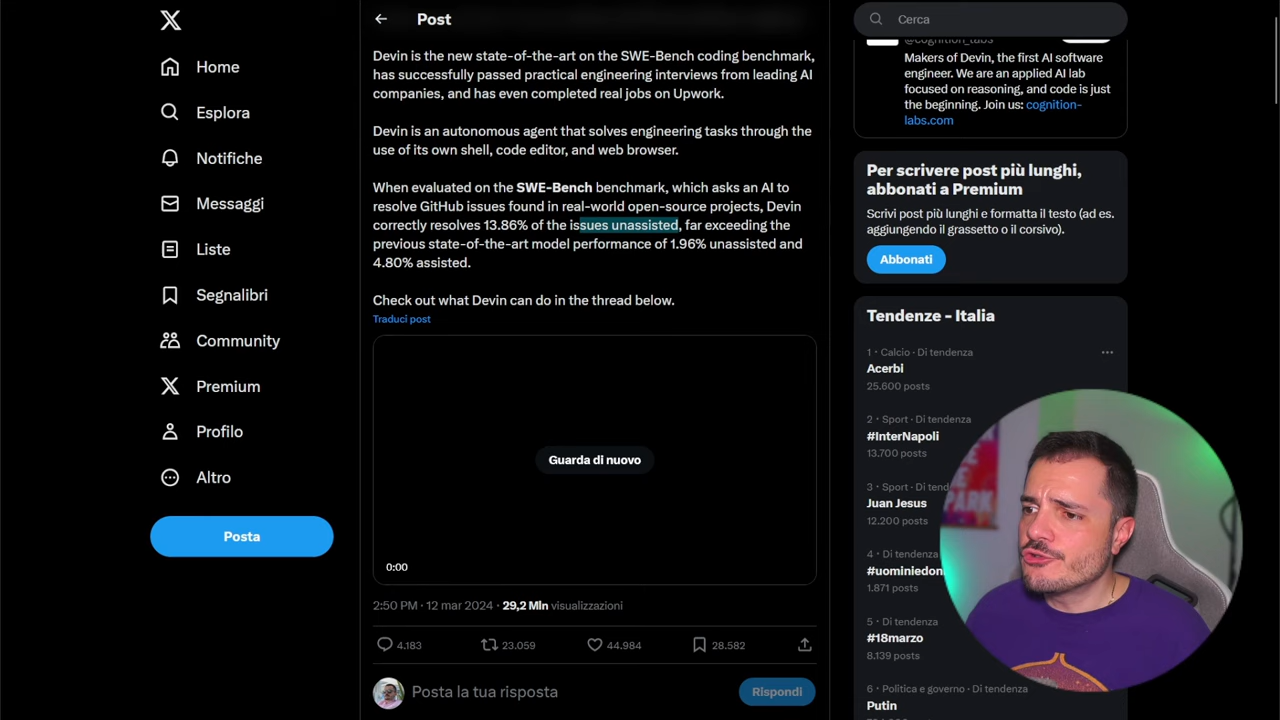 Home
Esplora
Notifiche
Messaggi
Liste
Segnalibri
Community
Premium
Profilo
Altro
Posta
Post
Devin is the new state-of-the-art on the SWE-Bench coding benchmark,
has successfully passed practical engineering interviews from leading AI
companies, and has even completed real jobs on Upwork.
Devin is an autonomous agent that solves engineering tasks through the
use of its own shell, code editor, and web browser.
When evaluated on the SWE-Bench benchmark, which asks an AI to
resolve GitHub issues found in real-world open-source projects, Devin
correctly resolves 13.86% of the issues unassisted, far exceeding the
previous state-of-the-art model performance of 1.96% unassisted and
4.80% assisted.
Check out what Devin can do in the thread below.
Traduci post
Guarda di nuovo
0:00
2:50 PM · 12 mar 2024 · 29,2 Mln visualizzazioni
4.183 23.059 44.984 28.582
Posta la tua risposta
Rispondi
Cerca
@cognition_labs
Makers of Devin, the first AI software
engineer. We are an applied AI lab
focused on reasoning, and code is just
the beginning. Join us: cognition-
labs.com
Per scrivere post più lunghi,
abbonati a Premium
Scrivi post più lunghi e formatta il testo (ad es.
aggiungendo il grassetto o il corsivo).
Abbonati
Tendenze - Italia
1 · Calcio · Di tendenza
Acerbi
25.600 posts
2 · Sport · Di tendenza
#InterNapoli
13.700 posts
3 · Sport · Di tend
Juan Jesus
12.200 posts
4 · Di tendenza
#uominiedon
1.871 posts
5 · Di tendenza
#18marzo
8.139 posts
6 · Politica e governo · Di tendenza
Putin